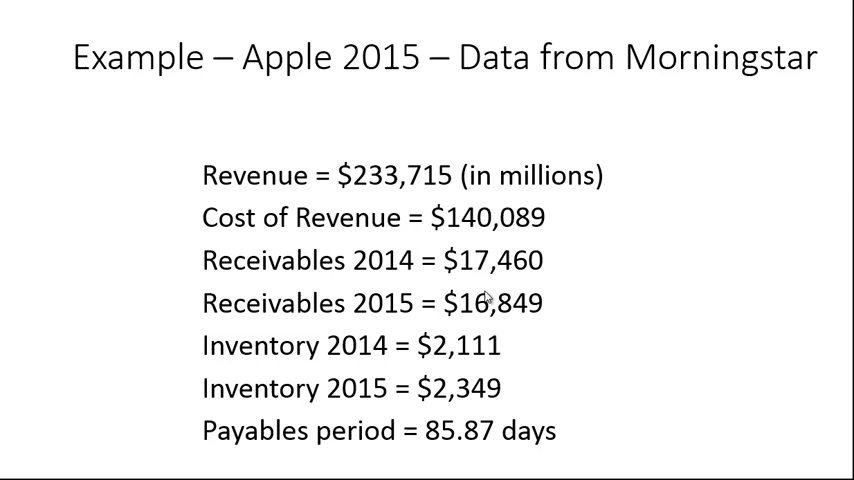 Example – Apple 2015 – Data from Morningstar
Revenue = $233,715 (in millions)
Cost of Revenue = $140,089
Receivables 2014 = $17,460
Receivables 2015 = $16,849
Inventory 2014 = $2,111
Inventory 2015 = $2,349
Payables period = 85.87 days